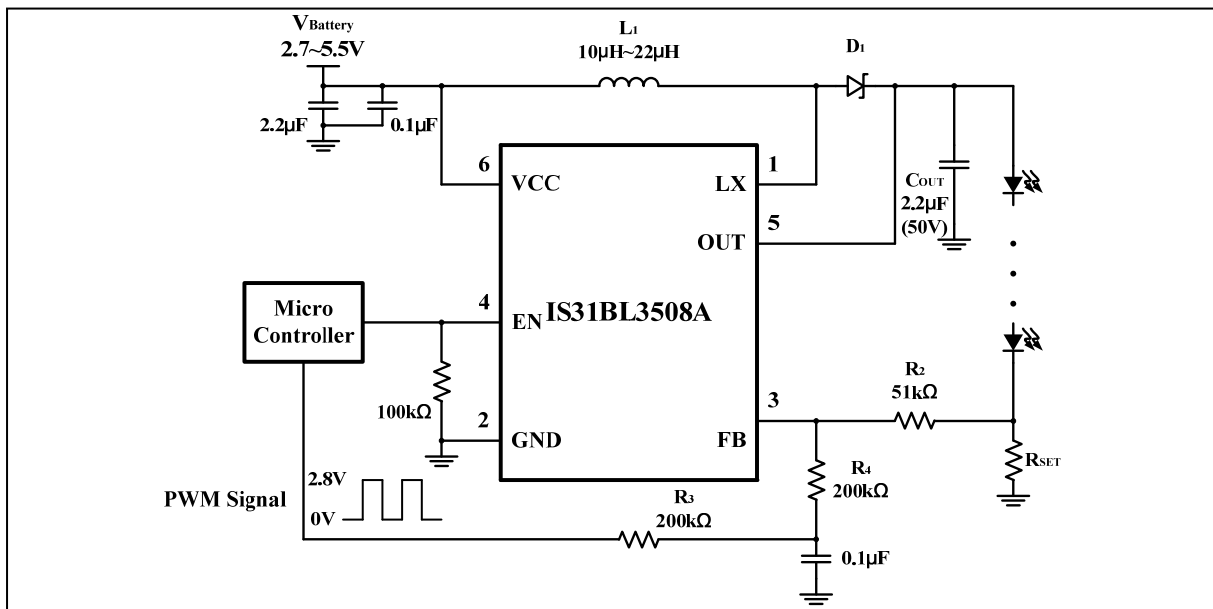 VBattery
2.7~5.5V
L1
10µH~22µH
D1
2.2µF
0.1µF
6
VCC
1
LX
COUT
2.2µF
(50V)
5
OUT
Micro
Controller
4
EN
IS31BL3508A
R2
51kΩ
100kΩ
2
GND
3
FB
RSET
R4
200kΩ
PWM Signal
2.8V
0V
R3
200kΩ
0.1µF